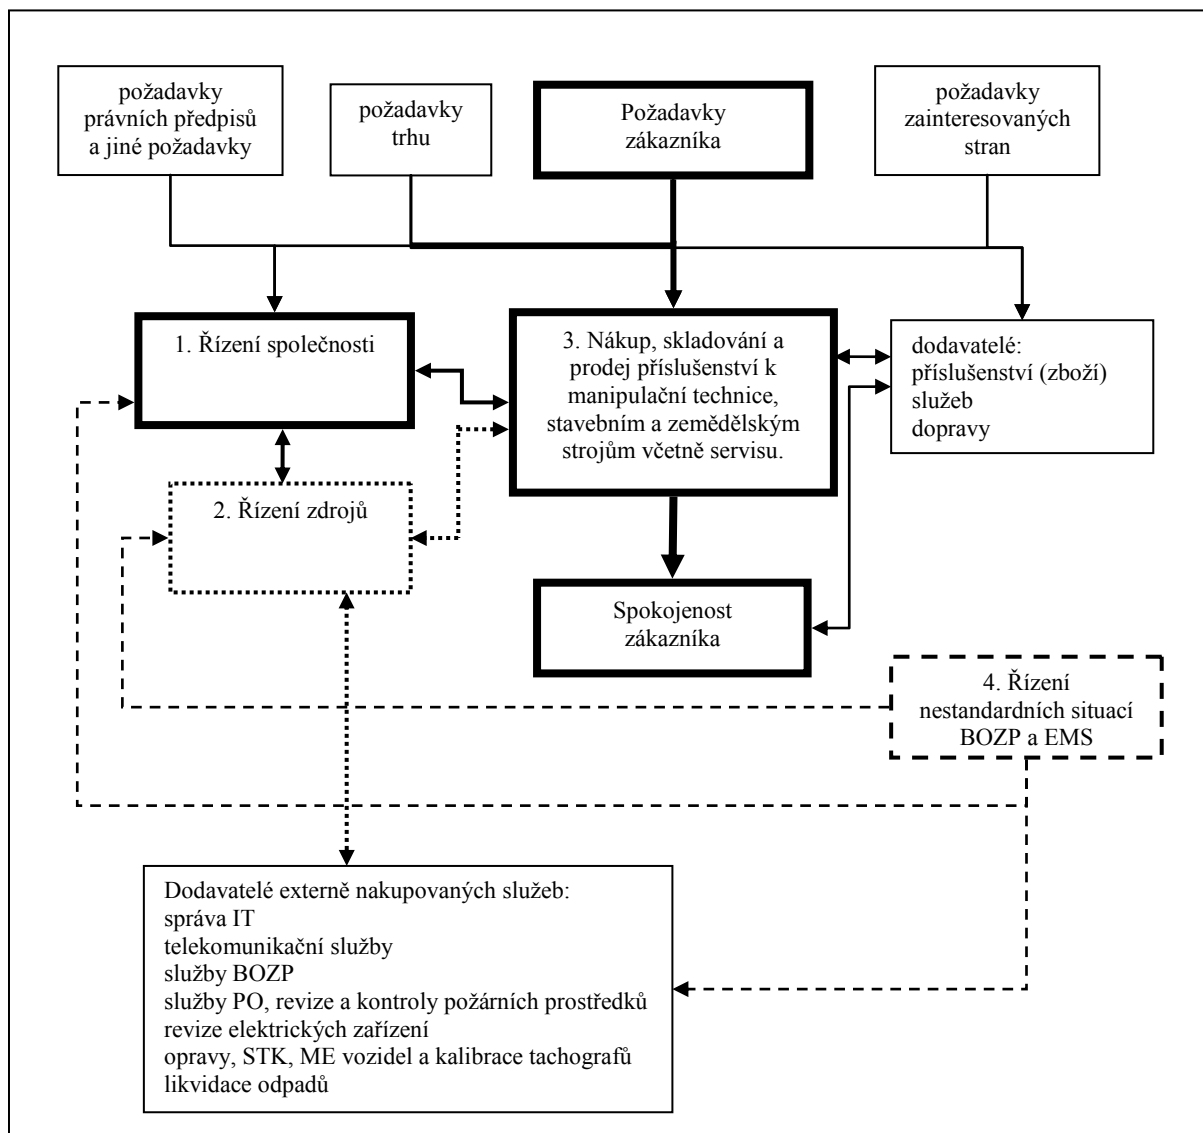 požadavky
právních předpisů
a jiné požadavky
požadavky
trhu
Požadavky
zákazníka
požadavky
zainteresovaných
stran
1. Řízení společnosti
3. Nákup, skladování a
prodej příslušenství k
manipulační technice,
stavebním a zemědělským
strojům včetně servisu.
dodavatelé:
příslušenství (zboží)
služeb
dopravy
2. Řízení zdrojů
Spokojenost
zákazníka
4. Řízení
nestandardních situací
BOZP a EMS
Dodavatelé externě nakupovaných služeb:
správa IT
telekomunikační služby
služby BOZP
služby PO, revize a kontroly požárních prostředků
revize elektrických zařízení
opravy, STK, ME vozidel a kalibrace tachografů
likvidace odpadů